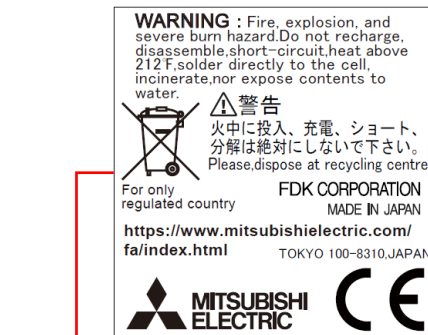 WARNING : Fire, explosion, and
severe burn hazard.Do not recharge,
disassemble,short-circuit,heat above
212℉,solder directly to the cell,
incinerate,nor expose contents to
water.
警告
火中に投入、充電、ショート、
分解は絶対にしないで下さい。
Please,dispose at recycling centre
For only
regulated country
FDK CORPORATION
MADE IN JAPAN
https://www.mitsubishielectric.com/
fa/index.html
TOKYO 100-8310,JAPAN
MITSUBISHI
ELECTRIC
CE